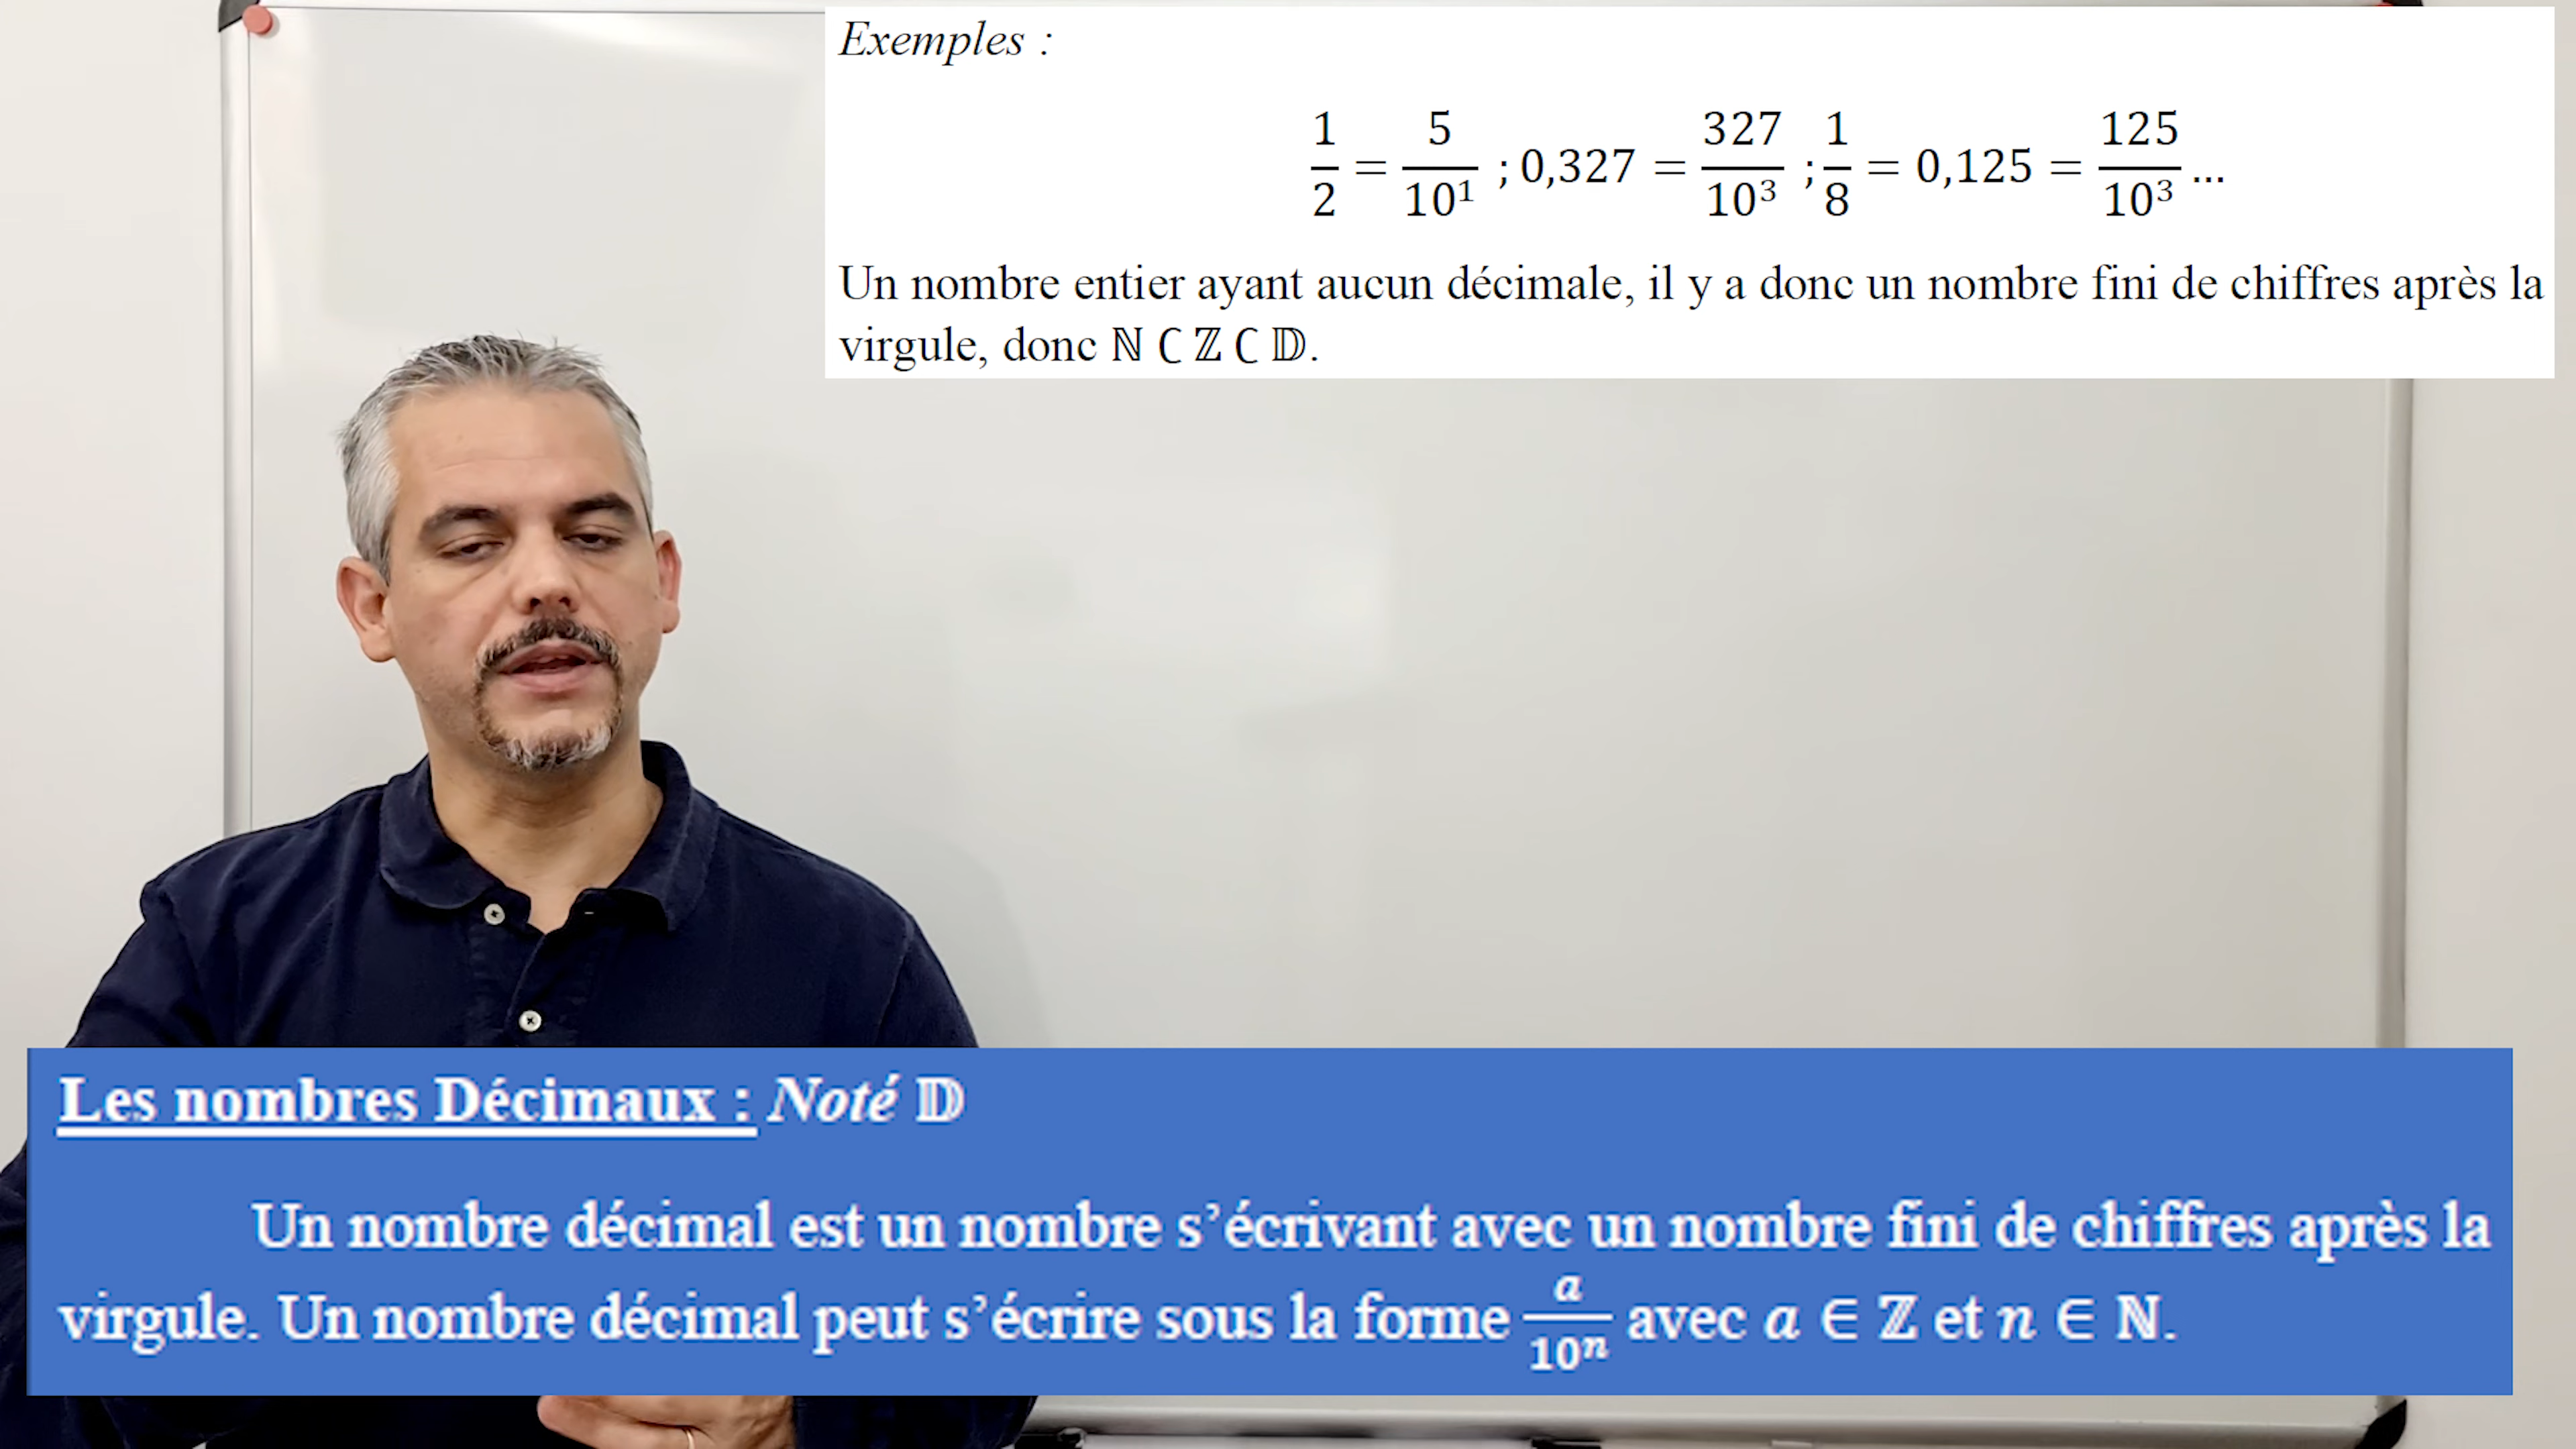 Exemples :
1/2 = 5/10¹ ; 0,327 = 327/10³ ; 1/8 = 0,125 = 125/10³ ...
Un nombre entier ayant aucun décimale, il y a donc un nombre fini de chiffres après la
virgule, donc ℕ ⊂ ℤ ⊂ 𝔻.
Les nombres Décimaux : Noté 𝔻
Un nombre décimal est un nombre s’écrivant avec un nombre fini de chiffres après la
virgule. Un nombre décimal peut s’écrire sous la forme a/10ⁿ avec a ∈ ℤ et n ∈ ℕ.